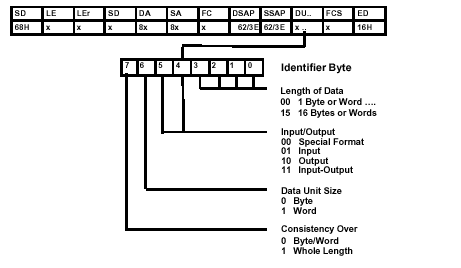 SD LE LEr SD DA SA FC DSAP SSAP DU.. FCS ED
68H x x x 8x 8x x 62/3E 62/3E x .. x 16H
7 6 5 4 3 2 1 0
Identifier Byte
Length of Data
00 1 Byte or Word ....
15 16 Bytes or Words
Input/Output
00 Special Format
01 Input
10 Output
11 Input-Output
Data Unit Size
0 Byte
1 Word
Consistency Over
0 Byte/Word
1 Whole Length